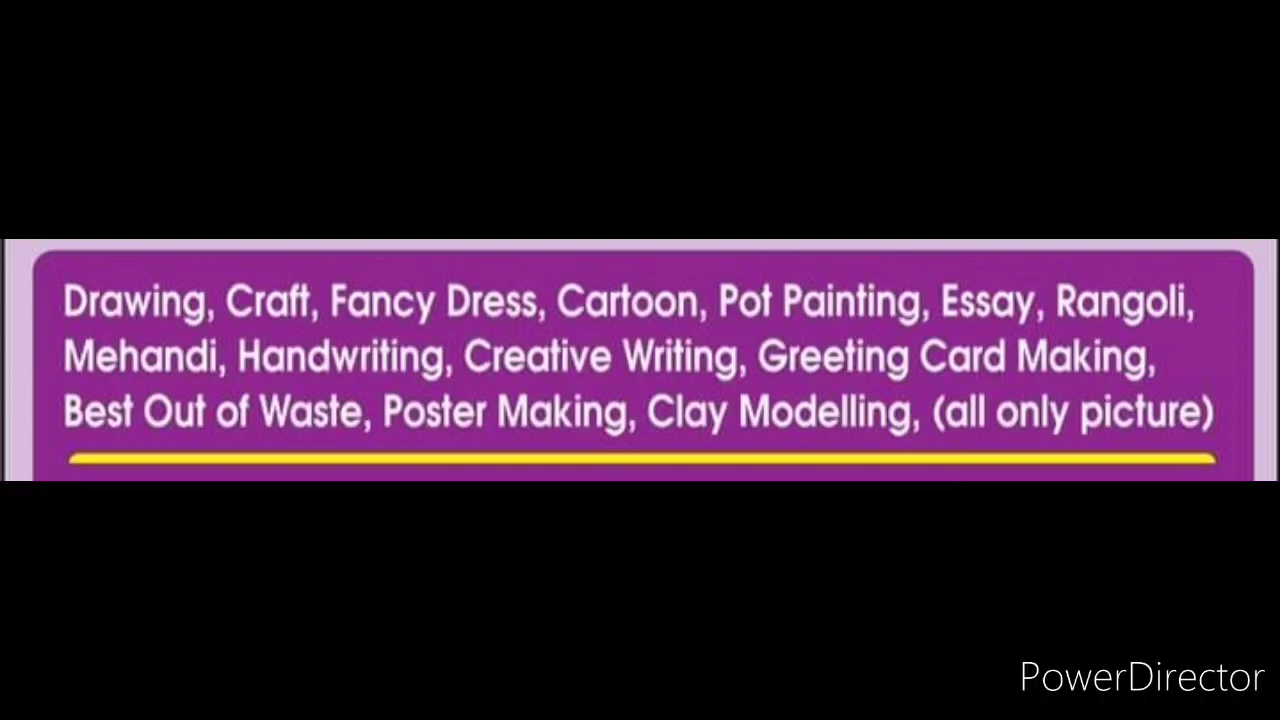 Drawing, Craft, Fancy Dress, Cartoon, Pot Painting, Essay, Rangoli,
Mehandi, Handwriting, Creative Writing, Greeting Card Making,
Best Out of Waste, Poster Making, Clay Modelling, (all only picture)
PowerDirector